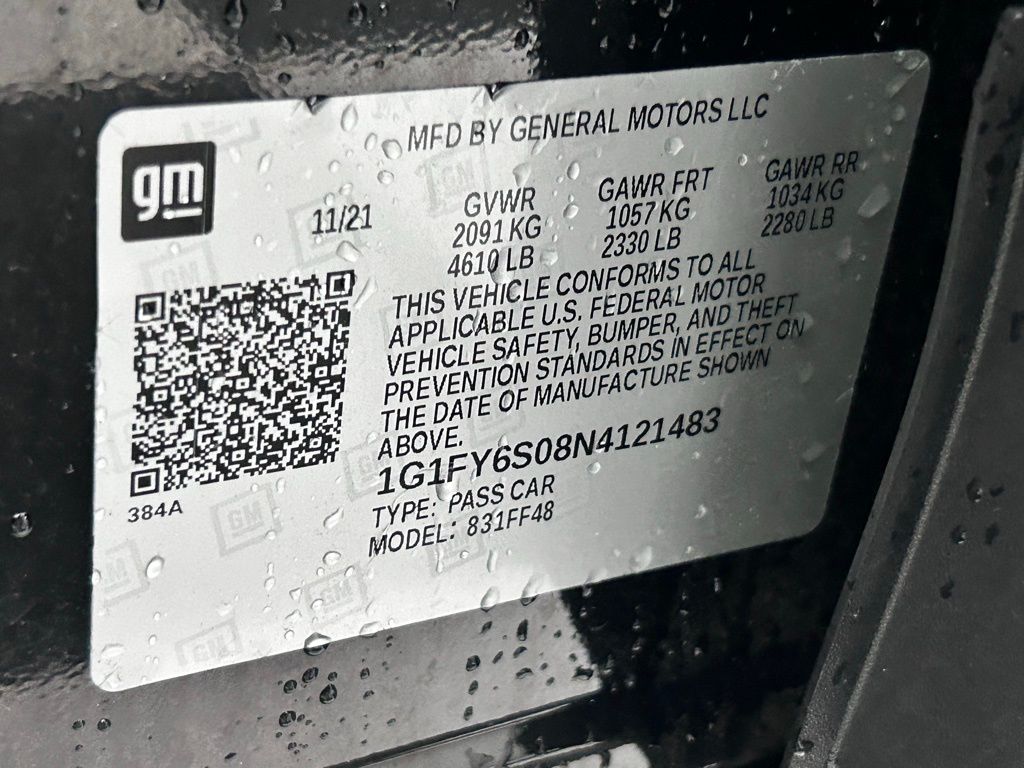 gm
MFD BY GENERAL MOTORS LLC
11/21
GVWR
2091 KG
4610 LB
GAWR FRT
1057 KG
2330 LB
GAWR RR
1034 KG
2280 LB
THIS VEHICLE CONFORMS TO ALL
APPLICABLE U.S. FEDERAL MOTOR
VEHICLE SAFETY, BUMPER, AND THEFT
PREVENTION STANDARDS IN EFFECT ON
THE DATE OF MANUFACTURE SHOWN
ABOVE.
1G1FY6S08N4121483
TYPE: PASS CAR
MODEL: 831FF48
384A
GM